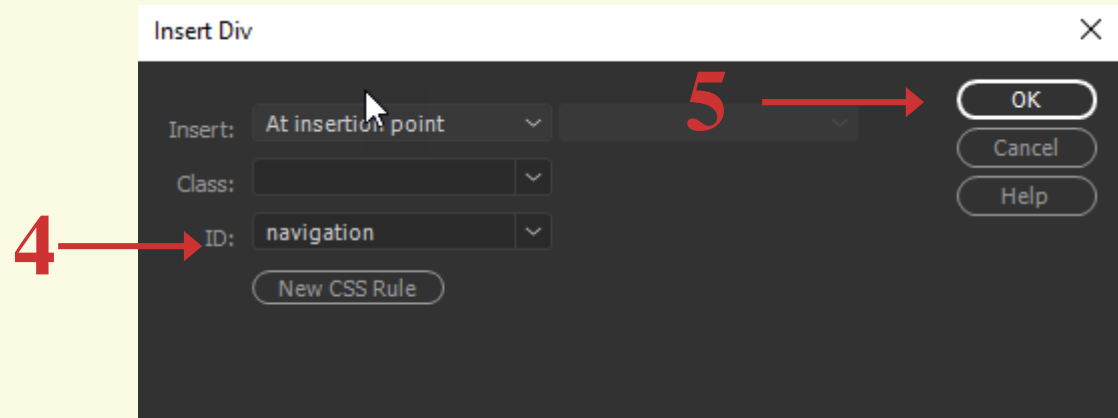 Insert Div
5
OK
Insert: At insertion point
Cancel
Class:
Help
4
ID: navigation
New CSS Rule